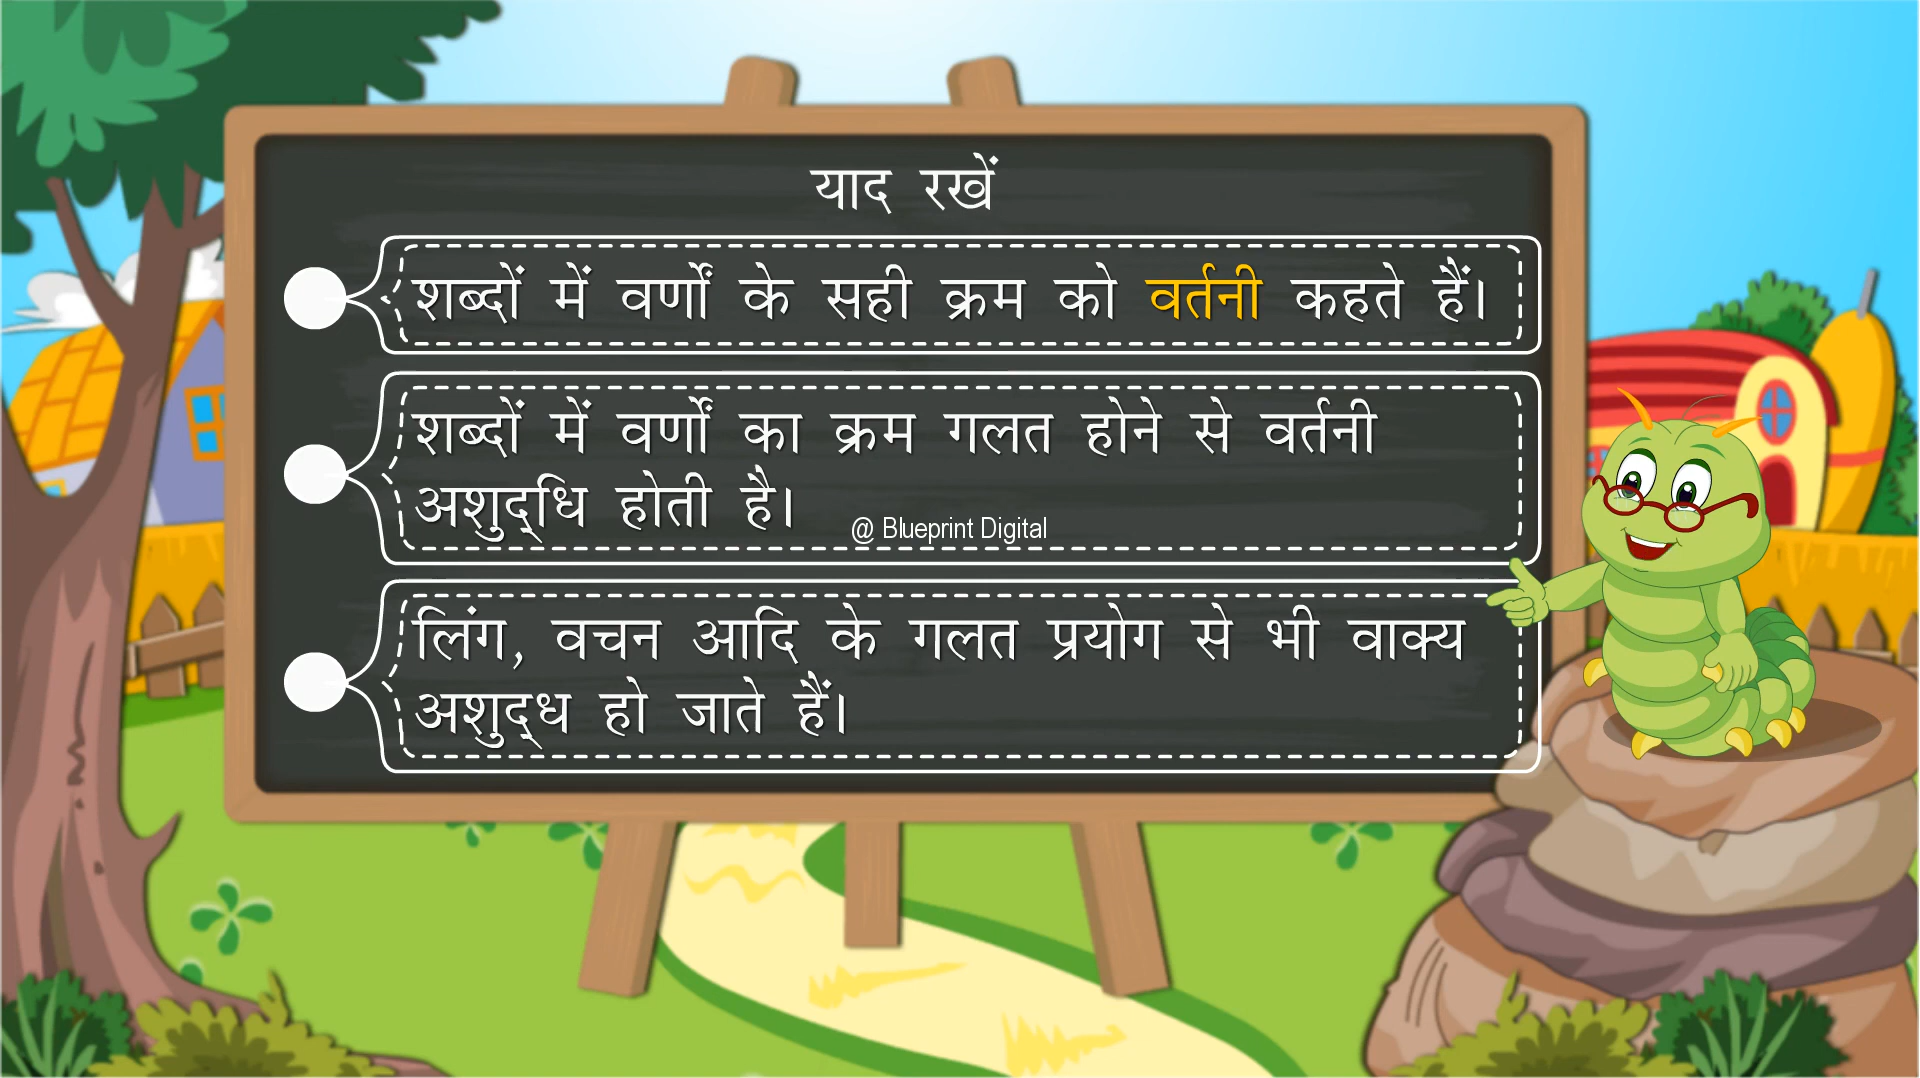 याद रखें
शब्दों में वर्णों के सही क्रम को वर्तनी कहते हैं।
शब्दों में वर्णों का क्रम गलत होने से वर्तनी
अशुद्‌धि होती है।
@ Blueprint Digital
लिंग, वचन आदि के गलत प्रयोग से भी वाक्य
अशुद्‌ध हो जाते हैं।